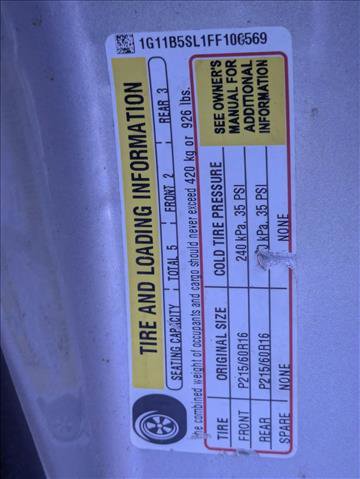 1G11B5SL1FF106569
TIRE AND LOADING INFORMATION
SEATING CAPACITY TOTAL 5 FRONT 2 REAR 3
The combined weight of occupants and cargo should never exceed 420 kg or 926 lbs.
TIRE ORIGINAL SIZE COLD TIRE PRESSURE
FRONT P215/60R16 240 kPa, 35 PSI
REAR P215/60R16 kPa, 35 PSI
SPARE NONE NONE
SEE OWNER'S
MANUAL FOR
ADDITIONAL
INFORMATION